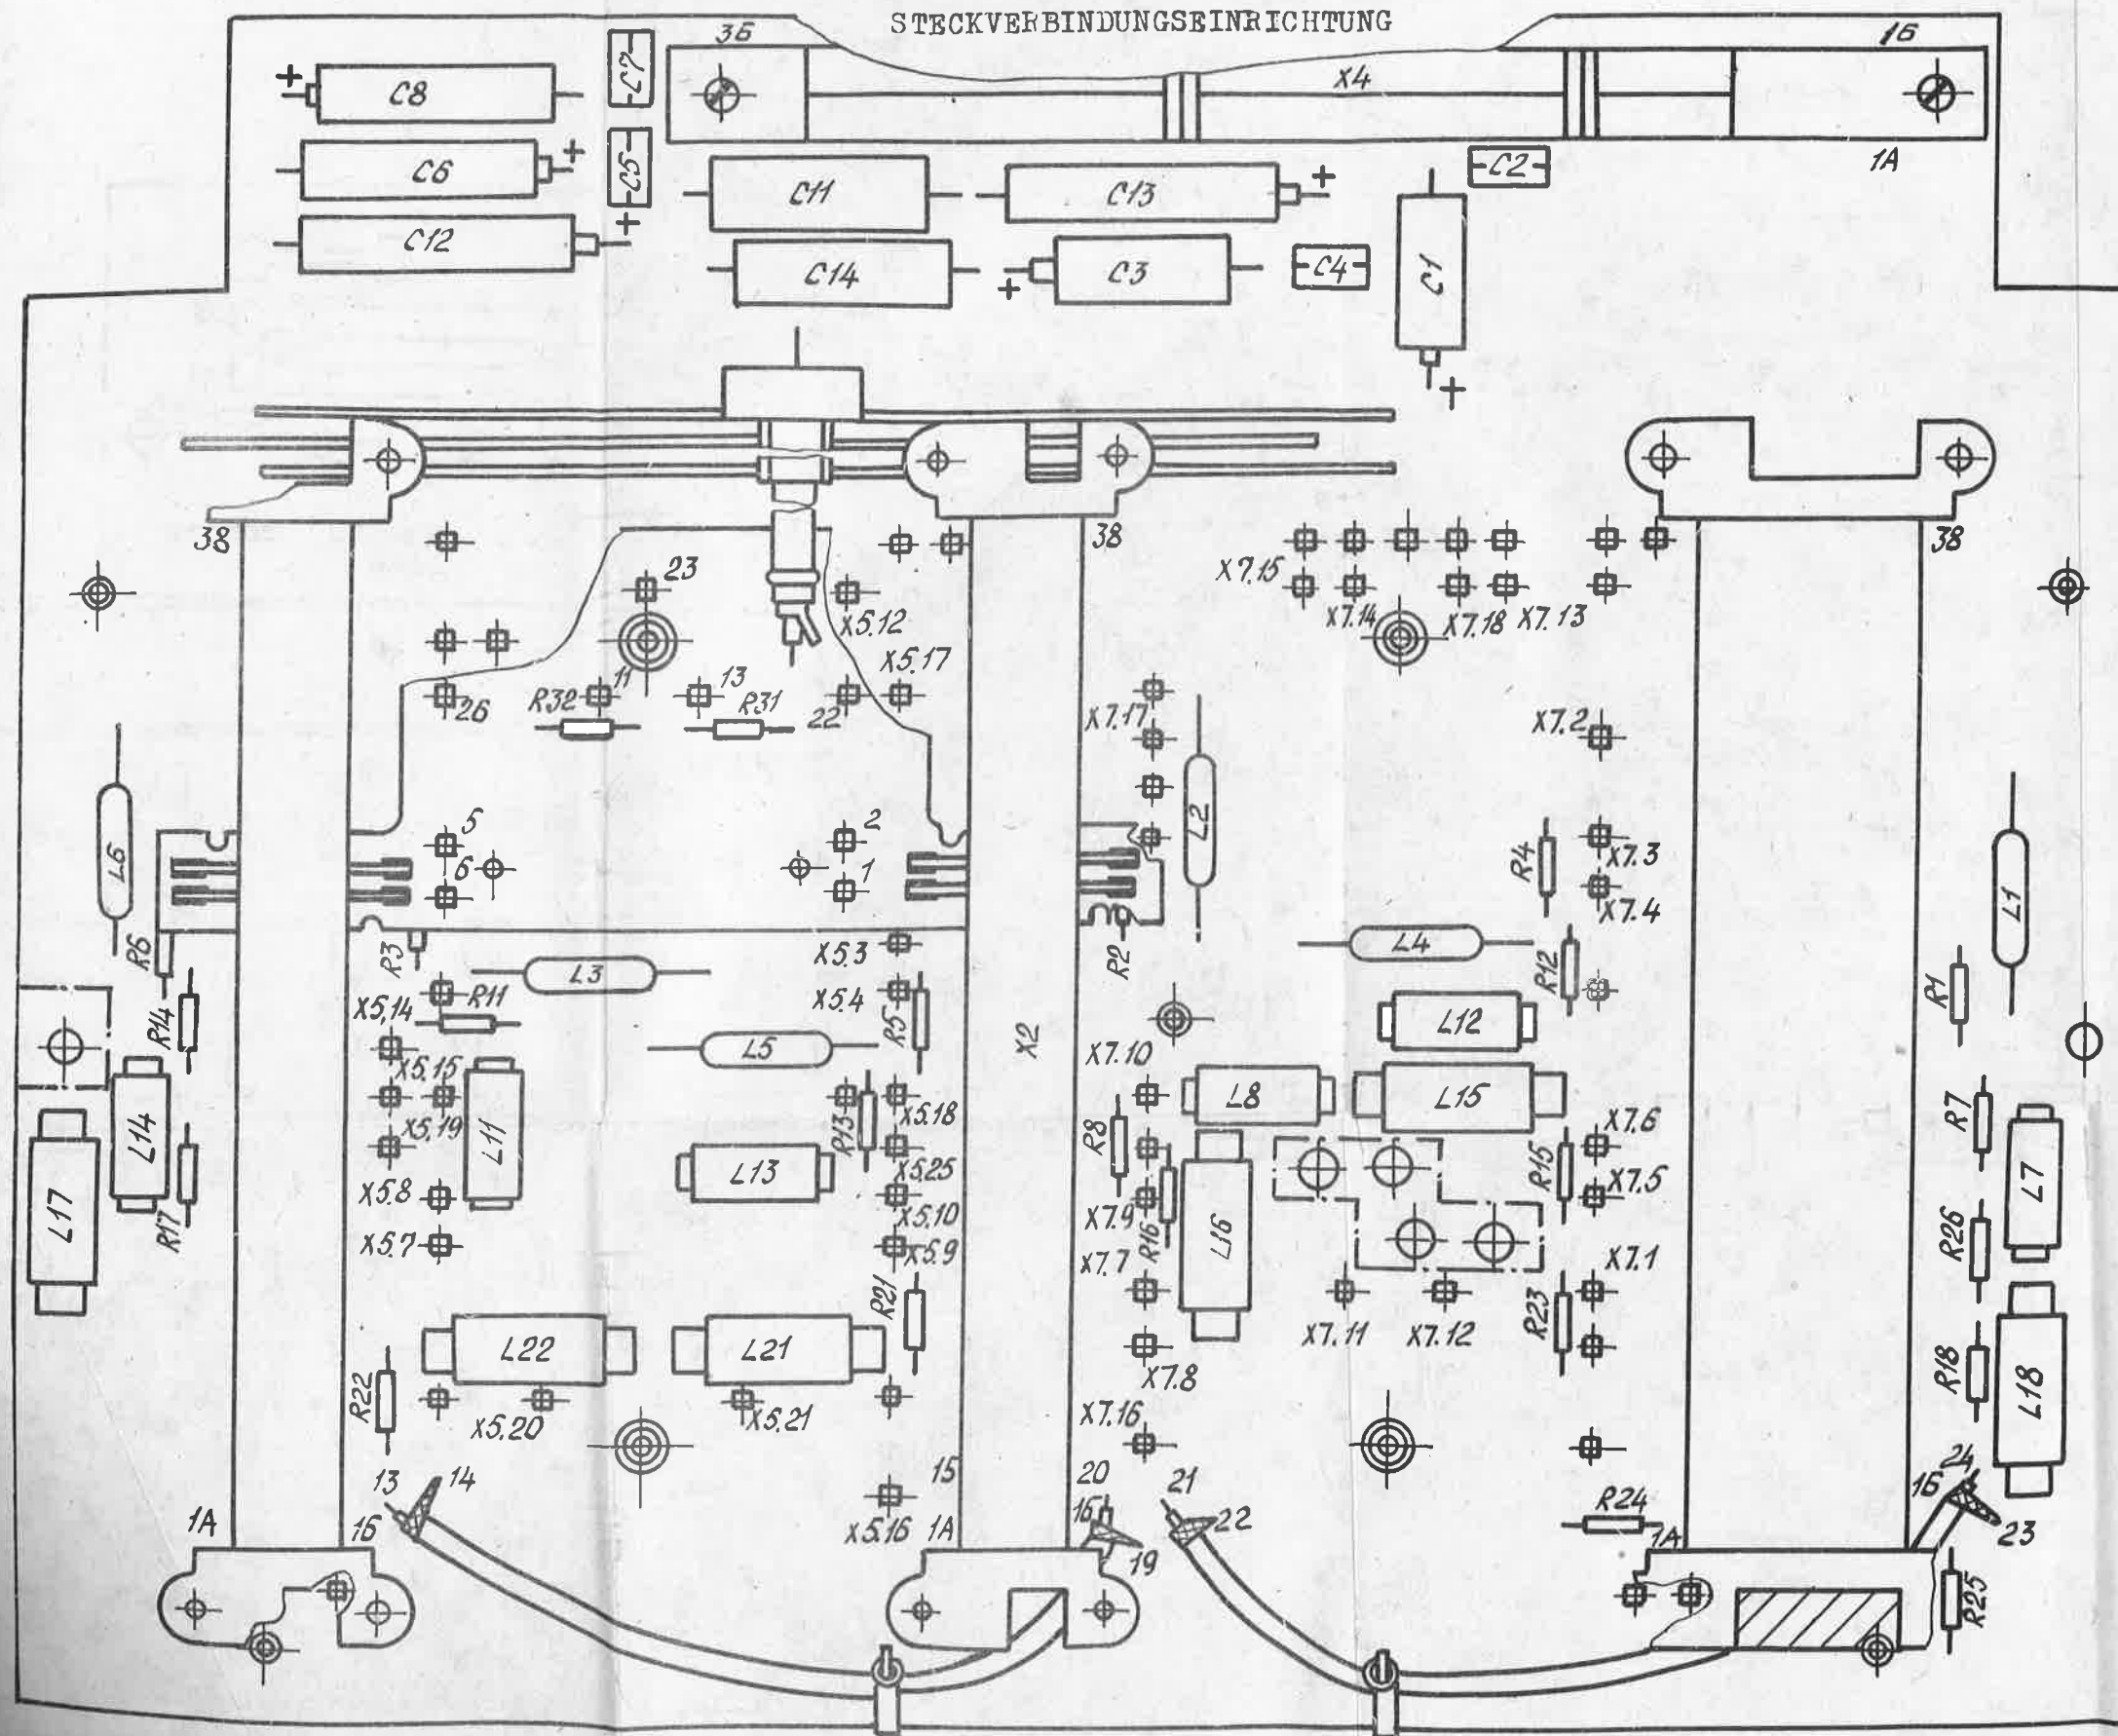 STECKVERBINDUNGSEINRICHTUNG
3б
1б
C8
C7
X4
C6
C5
C11
C13
C2
1A
C12
C14
C3
C4
C1
38
38
38
23
X5.12
X7.15
X7.14
X7.18
X7.13
X5.17
26
R32
11
13
R31
22
X7.17
X7.2
L6
5
6
2
1
L2
R4
X7.3
X7.4
L1
R6
R3
L3
X5.3
X5.4
R2
L4
R12
R1
R14
X5.14
R11
R5
L12
X2
L5
X5.15
X7.10
L8
L15
X5.19
L11
R13
X5.18
R8
X7.6
R7
L14
L17
R17
X5.8
L13
X5.25
X5.10
X7.9
R16
L16
R15
X7.5
L7
X5.7
X5.9
X7.7
R26
X7.1
R21
L22
L21
X7.11
X7.12
R23
X7.8
R22
X5.20
X5.21
X7.16
R18
L18
13
14
15
20
21
16
24
1A
1б
X5.16
1A
1б
19
22
R24
1A
23
R25